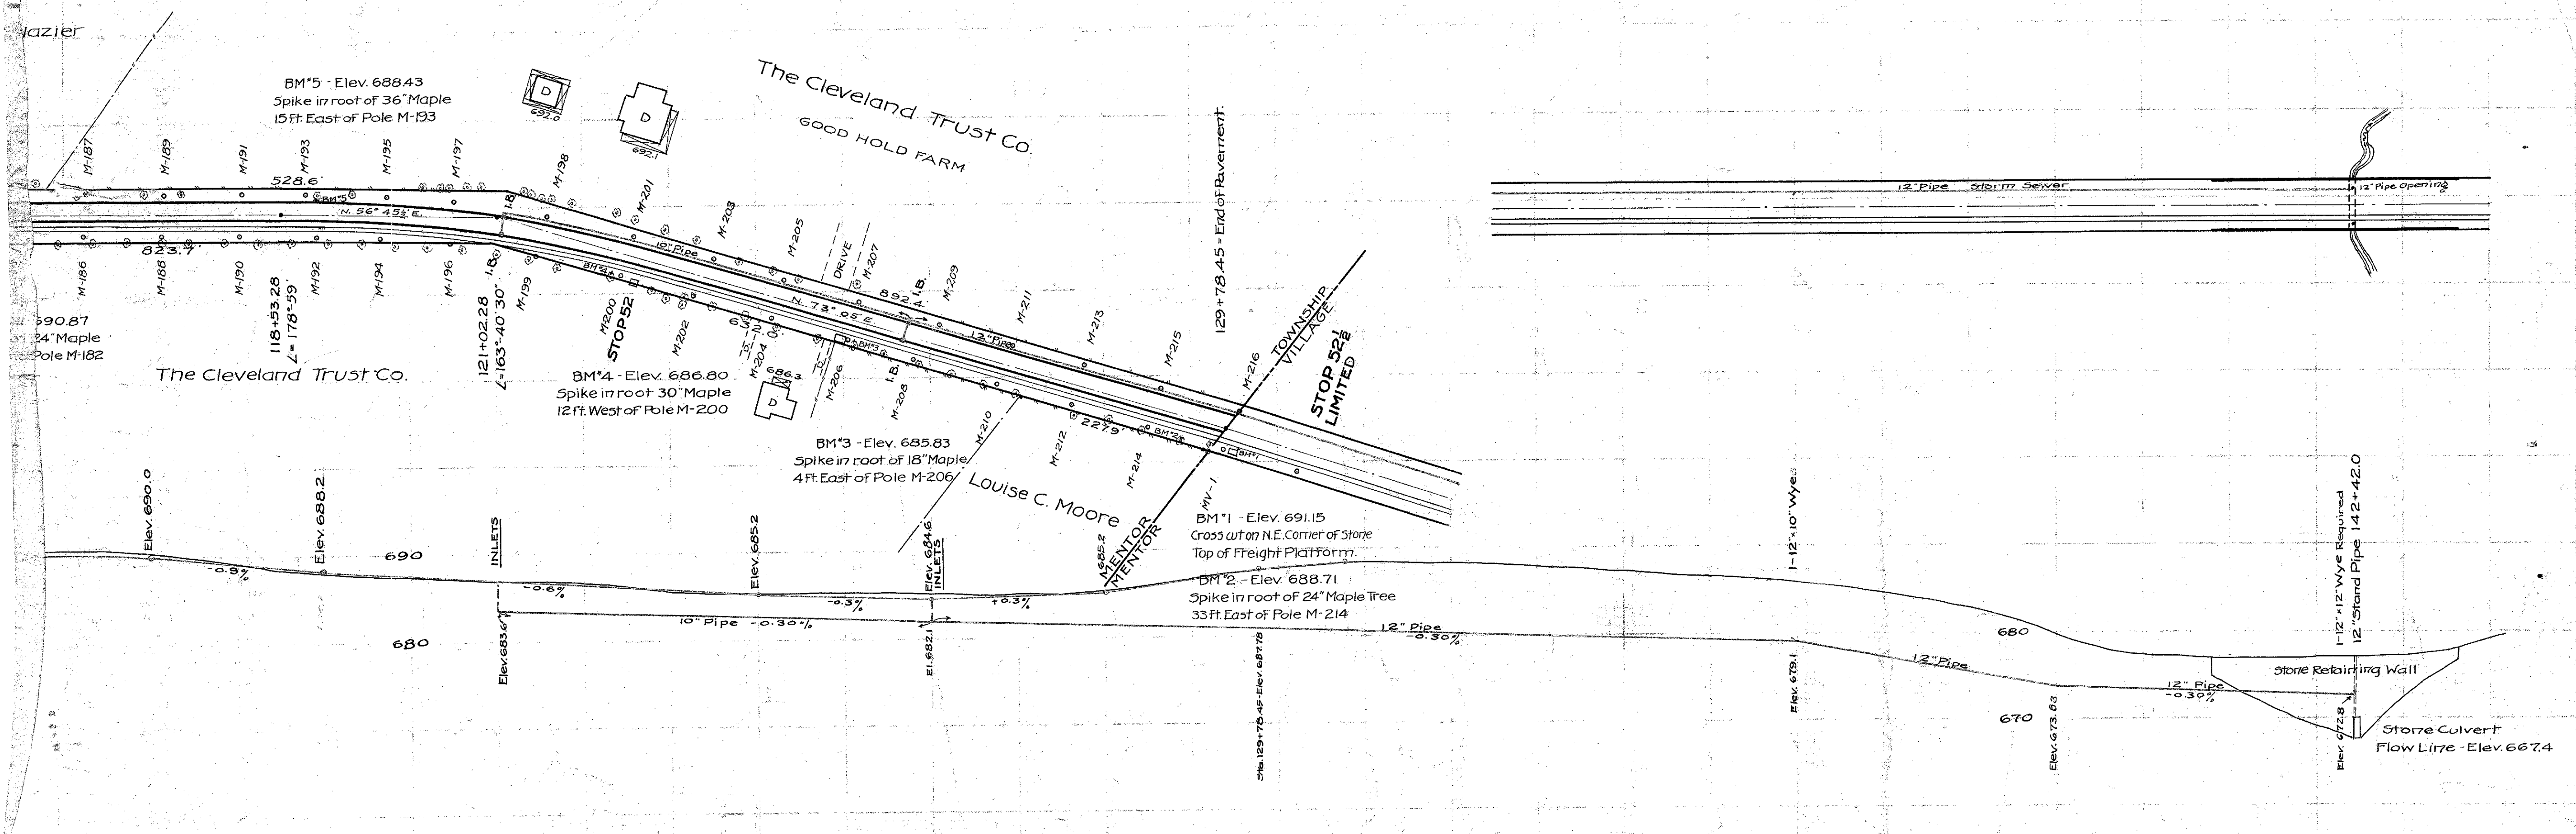 lazier
BM#5 - Elev. 688.43
Spike in root of 36" Maple
15 ft. East of Pole M-193
692.0
D
692.1
D
The Cleveland Trust Co.
GOOD HOLD FARM
M-187
M-189
M-191
M-193
M-195
M-197
M-198
M-201
M-203
M-205
DRIVE
M-207
M-209
M-211
M-213
M-215
M-216
129+78.45 = End of Pavement.
TOWNSHIP
VILLAGE
STOP 52½
LIMITED
528.6'
BM#5
N. 56° 45½' E.
I.B.
10" Pipe
892.4'
I.B.
N. 73° 05' E.
12" Pipe
823.7'
BM#4
632.
BM#3
227.9'
BM#2
BM#1
12" Pipe Storm Sewer
12" Pipe Opening
M-186
M-188
M-190
M-192
M-194
M-196
I.B.
M-199
M-200
STOP 52
M-202
M-204
M-206
I.B.
M-208
M-210
M-212
M-214
MV-1
118+53.28
∠=178°-59'
121+02.28
∠=163°-40'30"
690.87
24" Maple
Pole M-182
The Cleveland Trust Co.
BM#4 - Elev. 686.80
Spike in root 30" Maple
12 ft. West of Pole M-200
686.3
D
BM#3 - Elev. 685.83
Spike in root of 18" Maple
4 Ft. East of Pole M-206
Louise C. Moore
MENTOR
MENTOR
BM#1 - Elev. 691.15
Cross cut on N.E. Corner of Stone
Top of Freight Platform.
BM#2 - Elev. 688.71
Spike in root of 24" Maple Tree
33 ft. East of Pole M-214
Elev. 690.0
Elev. 688.2
690
INLETS
Elev. 685.2
Elev. 684.6
INLETS
685.2
1-12"x10" Wye.
1-12"x12" Wye Required
12" Stand Pipe 142+42.0
-0.9%
-0.6%
-0.3%
+0.3%
10" Pipe -0.30%
12" Pipe
-0.30%
680
Elev. 683.6
El. 682.1
Sta. 129+78.45-Elev. 687.78
Elev. 679.1
12" Pipe
680
Elev. 673.83
670
12" Pipe
-0.30%
Stone Retaining Wall
Elev. 672.8
Stone Culvert
Flow Line - Elev. 667.4